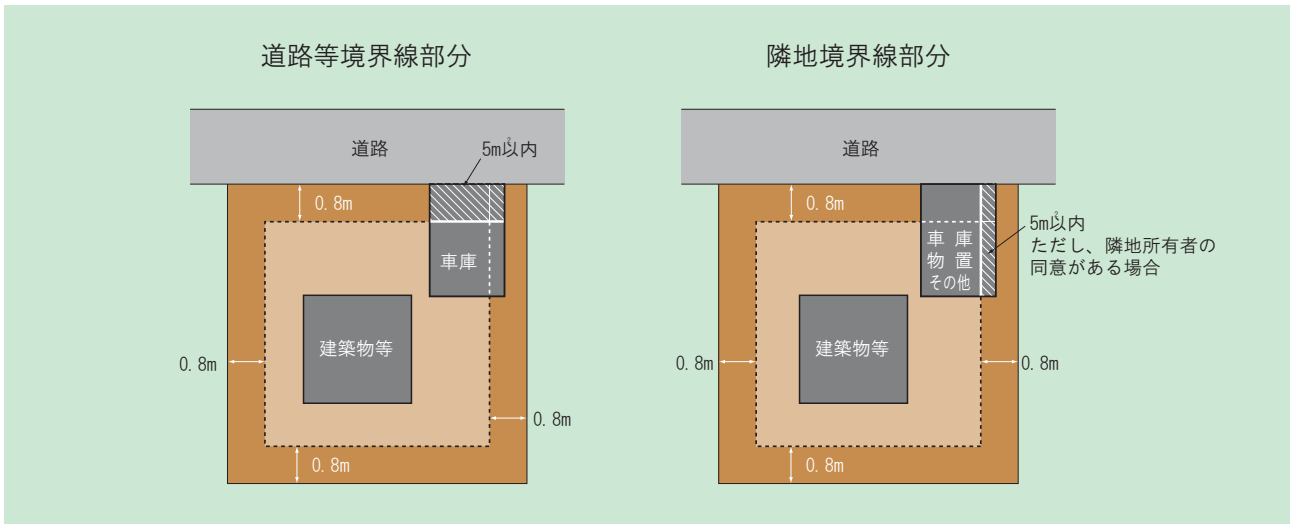 道路等境界線部分
道路
5m²以内
0.8m
車庫
建築物等
0.8m
0.8m
0.8m
隣地境界線部分
道路
0.8m
5m²以内
ただし、隣地所有者の
同意がある場合
車庫
物置
その他
建築物等
0.8m
0.8m
0.8m